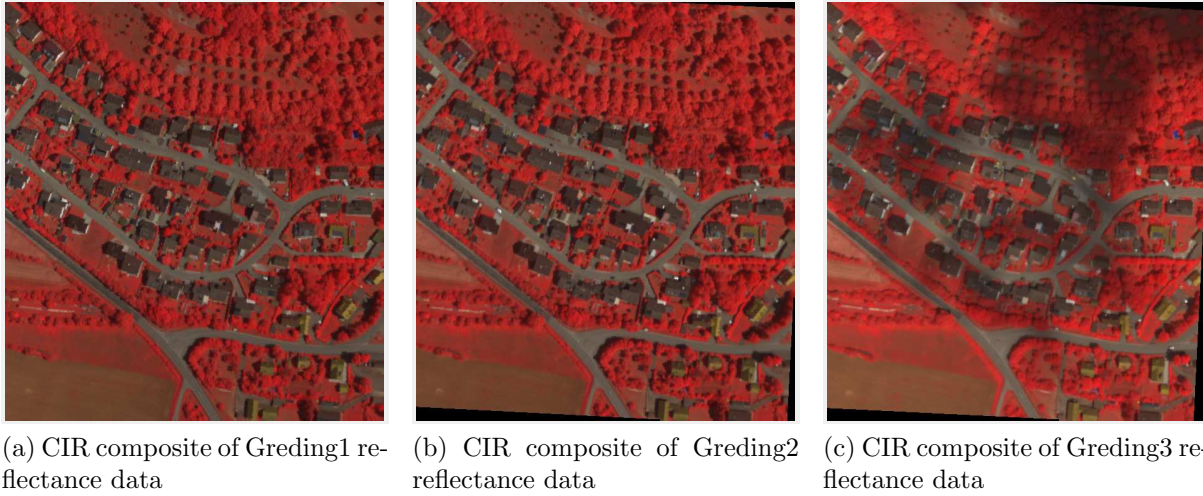 (a) CIR composite of Greding1 re-
flectance data
(b) CIR composite of Greding2
reflectance data
(c) CIR composite of Greding3 re-
flectance data